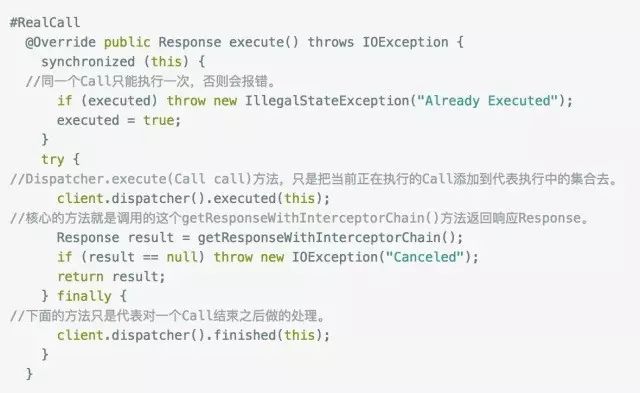 #RealCall
@Override public Response execute() throws IOException {
synchronized (this) {
//同一个Call只能执行一次，否则会报错。
if (executed) throw new IllegalStateException("Already Executed");
executed = true;
}
try {
//Dispatcher.execute(Call call)方法，只是把当前正在执行的Call添加到代表执行中的集合去。
client.dispatcher().executed(this);
//核心的方法就是调用的这个getResponseWithInterceptorChain()方法返回响应Response。
Response result = getResponseWithInterceptorChain();
if (result == null) throw new IOException("Canceled");
return result;
} finally {
//下面的方法只是代表对一个Call结束之后做的处理。
client.dispatcher().finished(this);
}
}